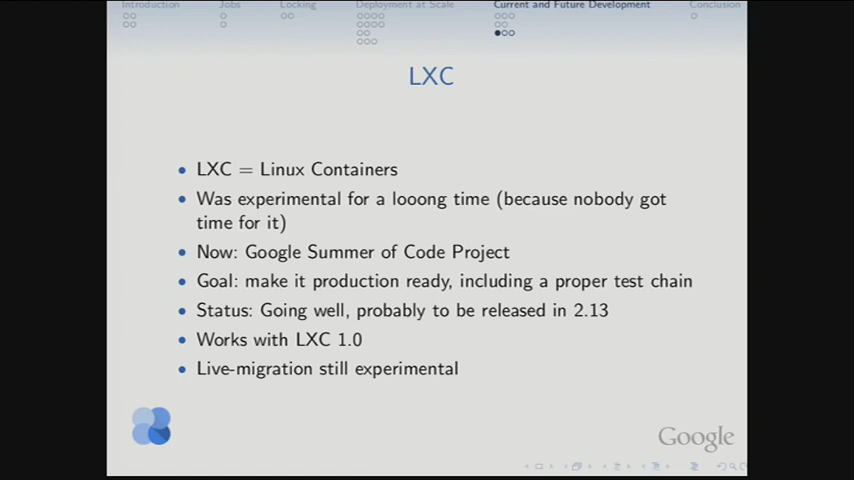 Introduction Jobs Locking Deployment at Scale Current and Future Development Conclusion
LXC
LXC = Linux Containers
Was experimental for a looong time (because nobody got
time for it)
Now: Google Summer of Code Project
Goal: make it production ready, including a proper test chain
Status: Going well, probably to be released in 2.13
Works with LXC 1.0
Live-migration still experimental
Google